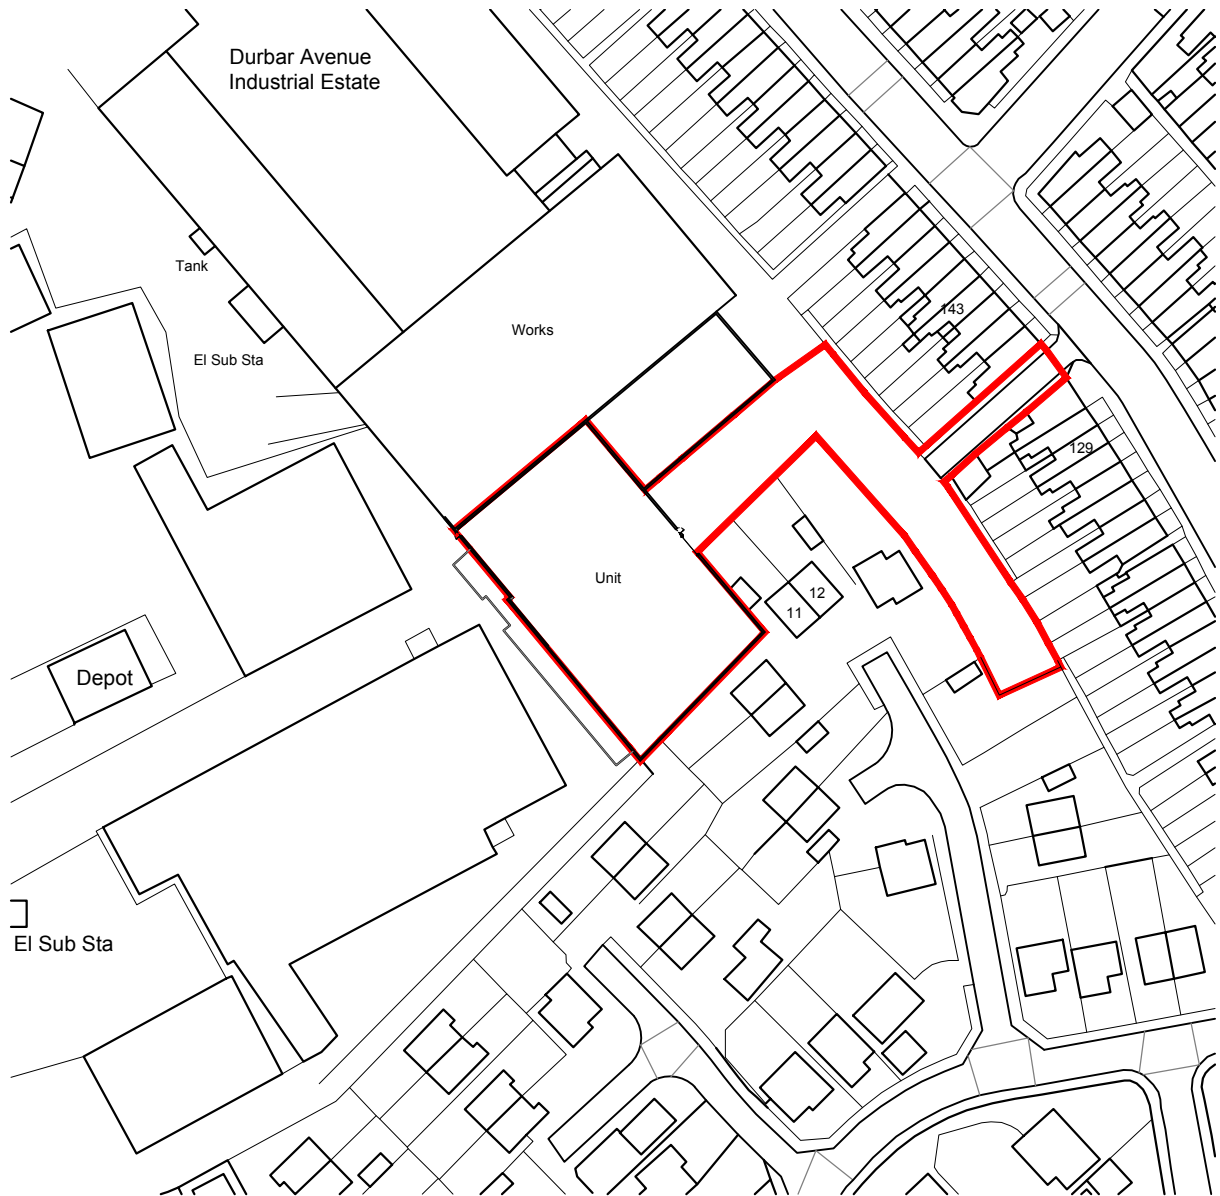 Durbar Avenue
Industrial Estate
Tank
143
Works
El Sub Sta
129
Unit
12
11
Depot
El Sub Sta